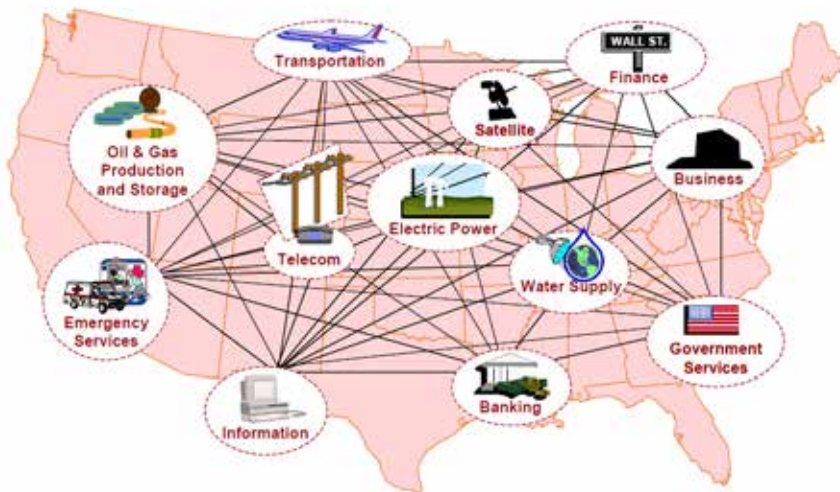 Transportation
WALL ST.
Finance
Satellite
Oil & Gas
Production
and Storage
Business
Electric Power
Telecom
Water Supply
Emergency
Services
Government
Services
Banking
Information